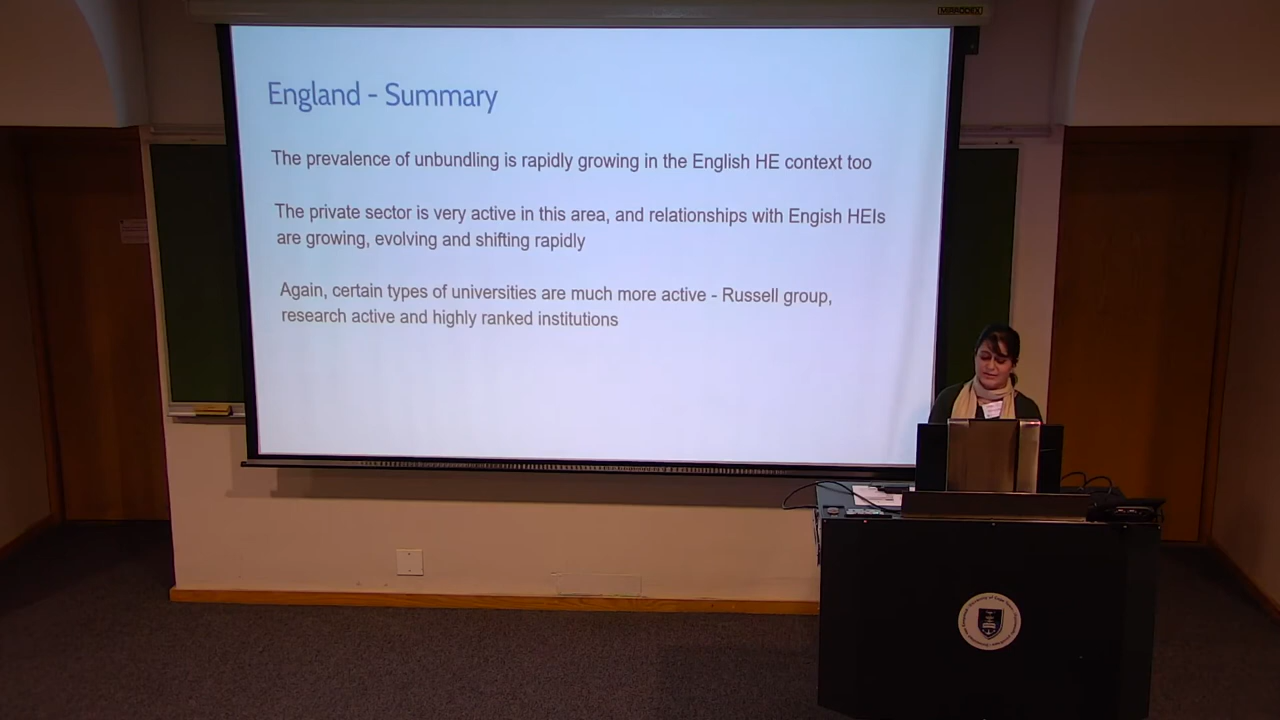 England - Summary
The prevalence of unbundling is rapidly growing in the English HE context too
The private sector is very active in this area, and relationships with Engish HEIs
are growing, evolving and shifting rapidly
Again, certain types of universities are much more active - Russell group,
research active and highly ranked institutions